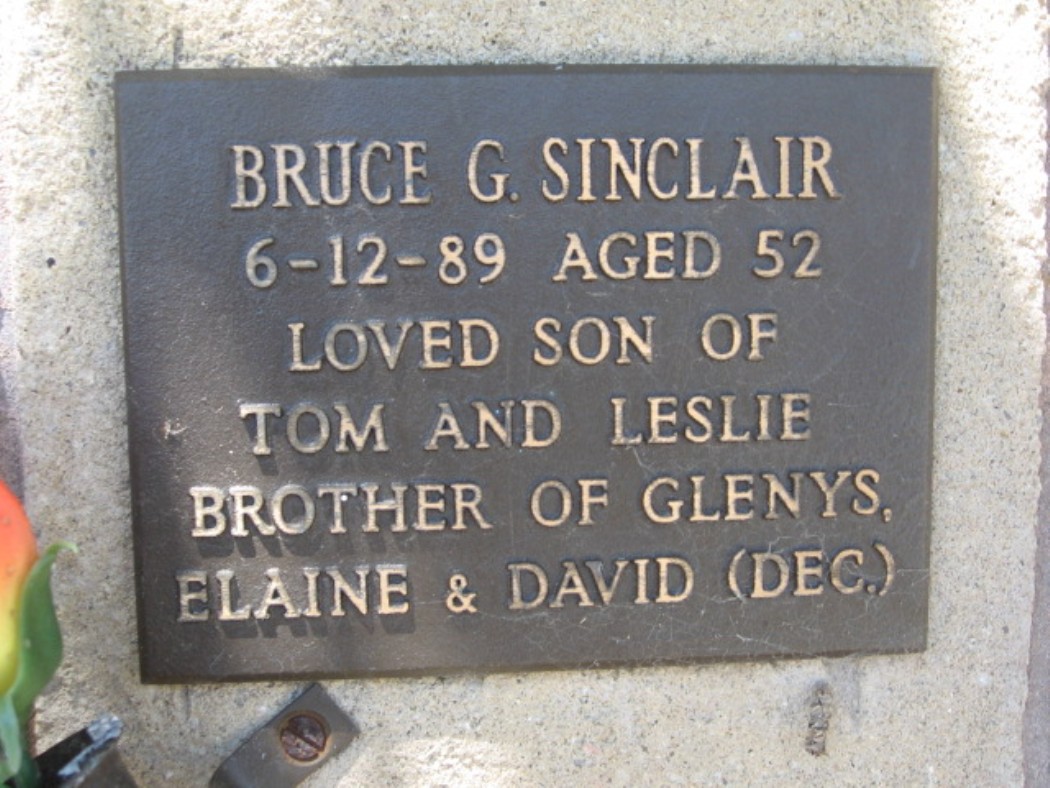 BRUCE G. SINCLAIR
6-12-89 AGED 52
LOVED SON OF
TOM AND LESLIE
BROTHER OF GLENYS,
ELAINE & DAVID (DEC.)